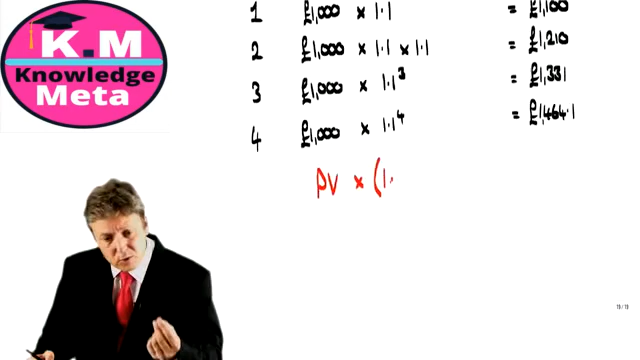 K.M
Knowledge
Meta
1 £1,000 × 1.1 = £1,100
2 £1,000 × 1.1 × 1.1 = £1,210
3 £1,000 × 1.1³ = £1,331
4 £1,000 × 1.1⁴ = £1,464.1
PV × (1.
19 / 19